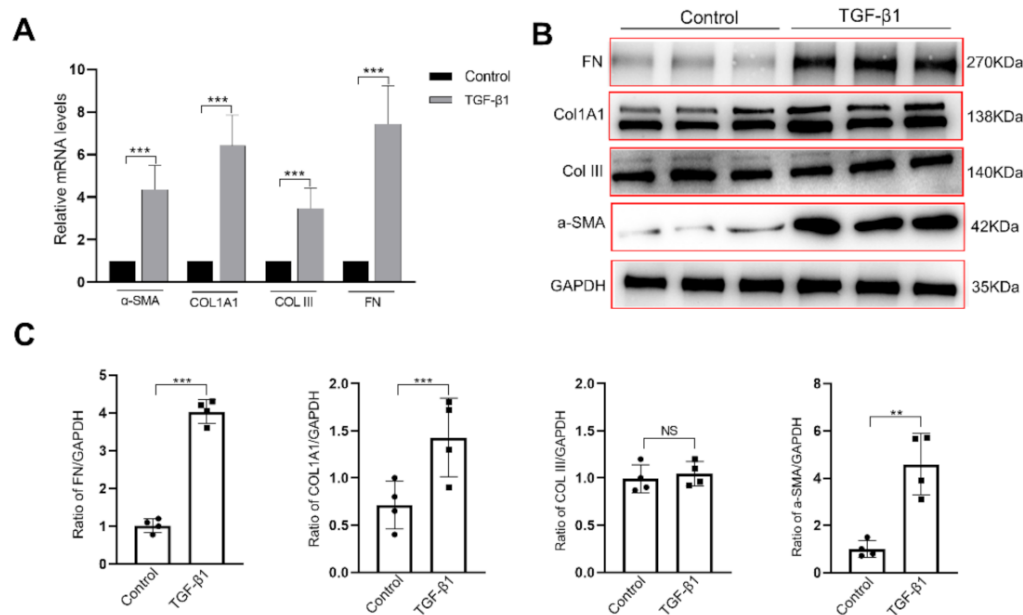 A
Relative mRNA levels
10
8
6
4
2
0
***
***
***
***
Control
TGF-β1
α-SMA
COL1A1
COL III
FN
B
Control
TGF-β1
FN
270KDa
Col1A1
138KDa
Col III
140KDa
a-SMA
42KDa
GAPDH
35KDa
C
Ratio of FN/GAPDH
5
4
3
2
1
0
***
Control
TGF-β1
Ratio of COL1A1/GAPDH
2.0
1.5
1.0
0.5
0.0
***
Control
TGF-β1
Ratio of COL III/GAPDH
2.0
1.5
1.0
0.5
0.0
NS
Control
TGF-β1
Ratio of a-SMA/GAPDH
8
6
4
2
0
**
Control
TGF-β1